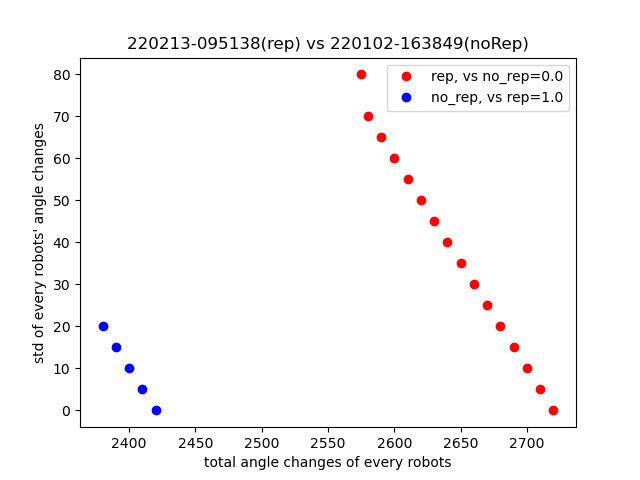 220213-095138(rep) vs 220102-163849(noRep)
rep, vs no_rep=0.0
no_rep, vs rep=1.0
std of every robots' angle changes
80
70
60
50
40
30
20
10
0
2400 2450 2500 2550 2600 2650 2700
total angle changes of every robots